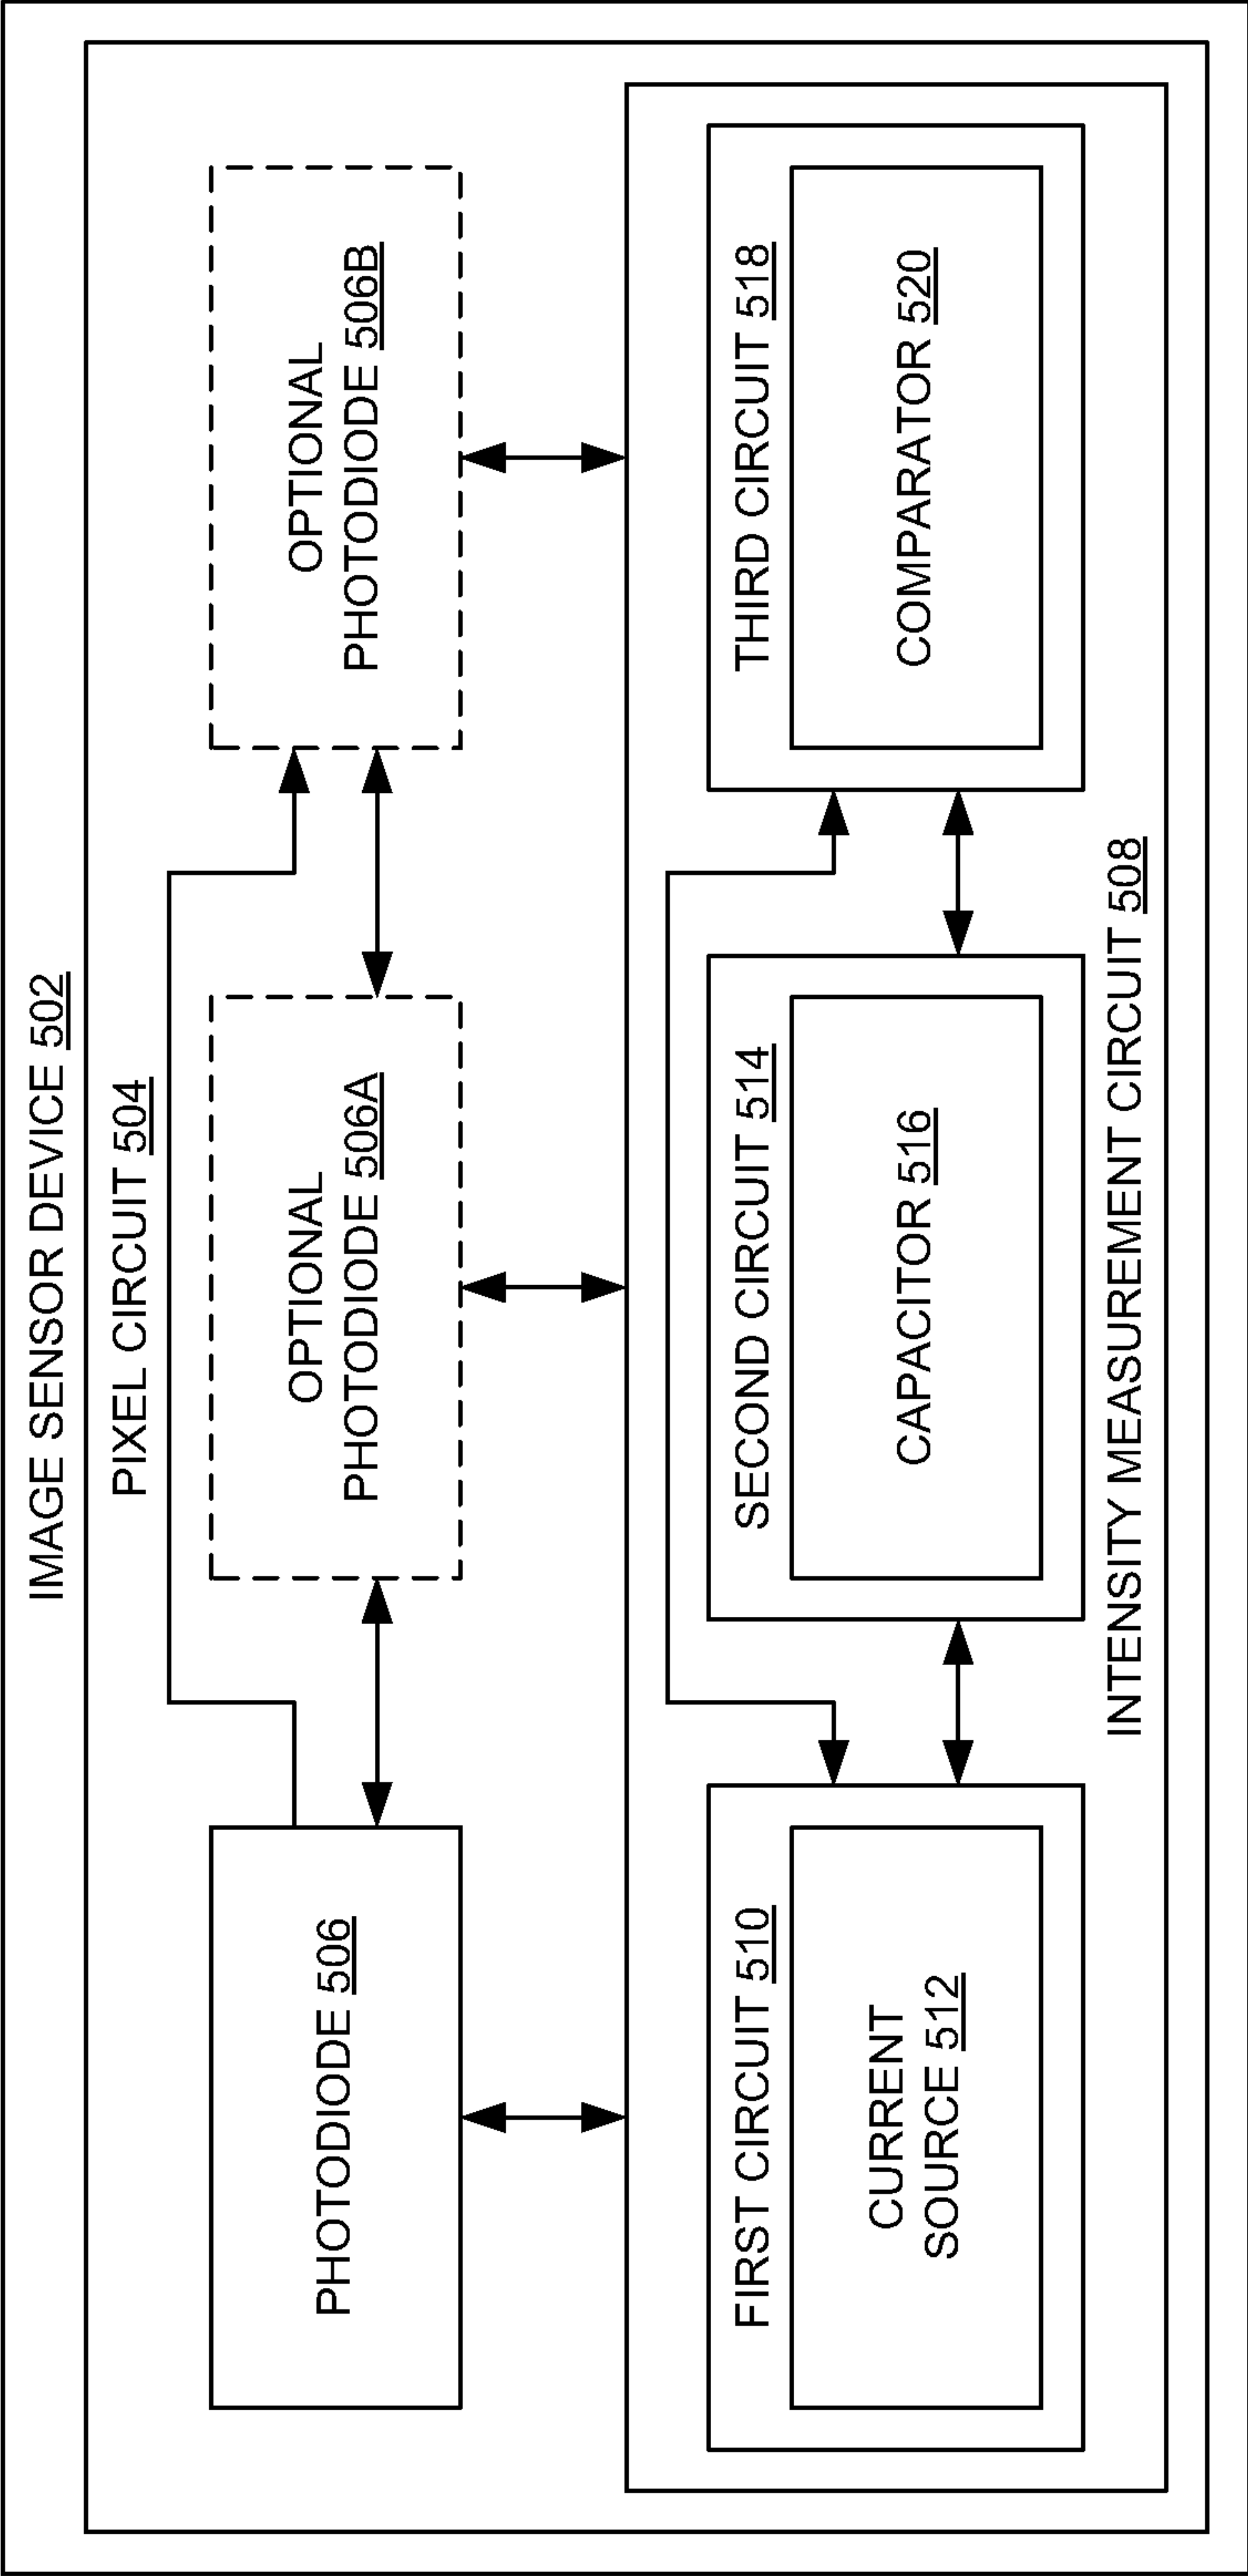 IMAGE SENSOR DEVICE 502
PIXEL CIRCUIT 504
PHOTODIODE 506
OPTIONAL
PHOTODIODE 506A
OPTIONAL
PHOTODIODE 506B
FIRST CIRCUIT 510
CURRENT
SOURCE 512
SECOND CIRCUIT 514
CAPACITOR 516
THIRD CIRCUIT 518
COMPARATOR 520
INTENSITY MEASUREMENT CIRCUIT 508